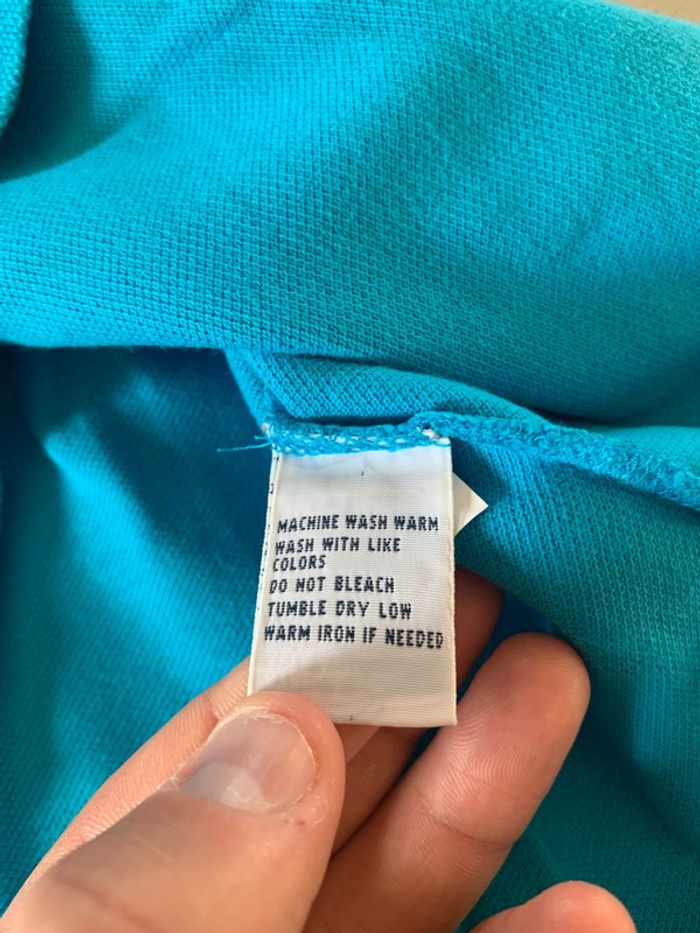 MACHINE WASH WARM
WASH WITH LIKE
COLORS
DO NOT BLEACH
TUMBLE DRY LOW
WARM IRON IF NEEDED